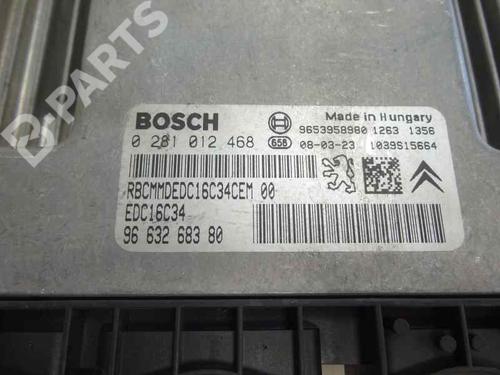 B-PARTS
BOSCH
Made in Hungary
9653958980 1263 1356
0 281 012 468
658
08-03-23 1039S15664
RBCMMDEDC16C34CEM 00
EDC16C34
96 632 683 80